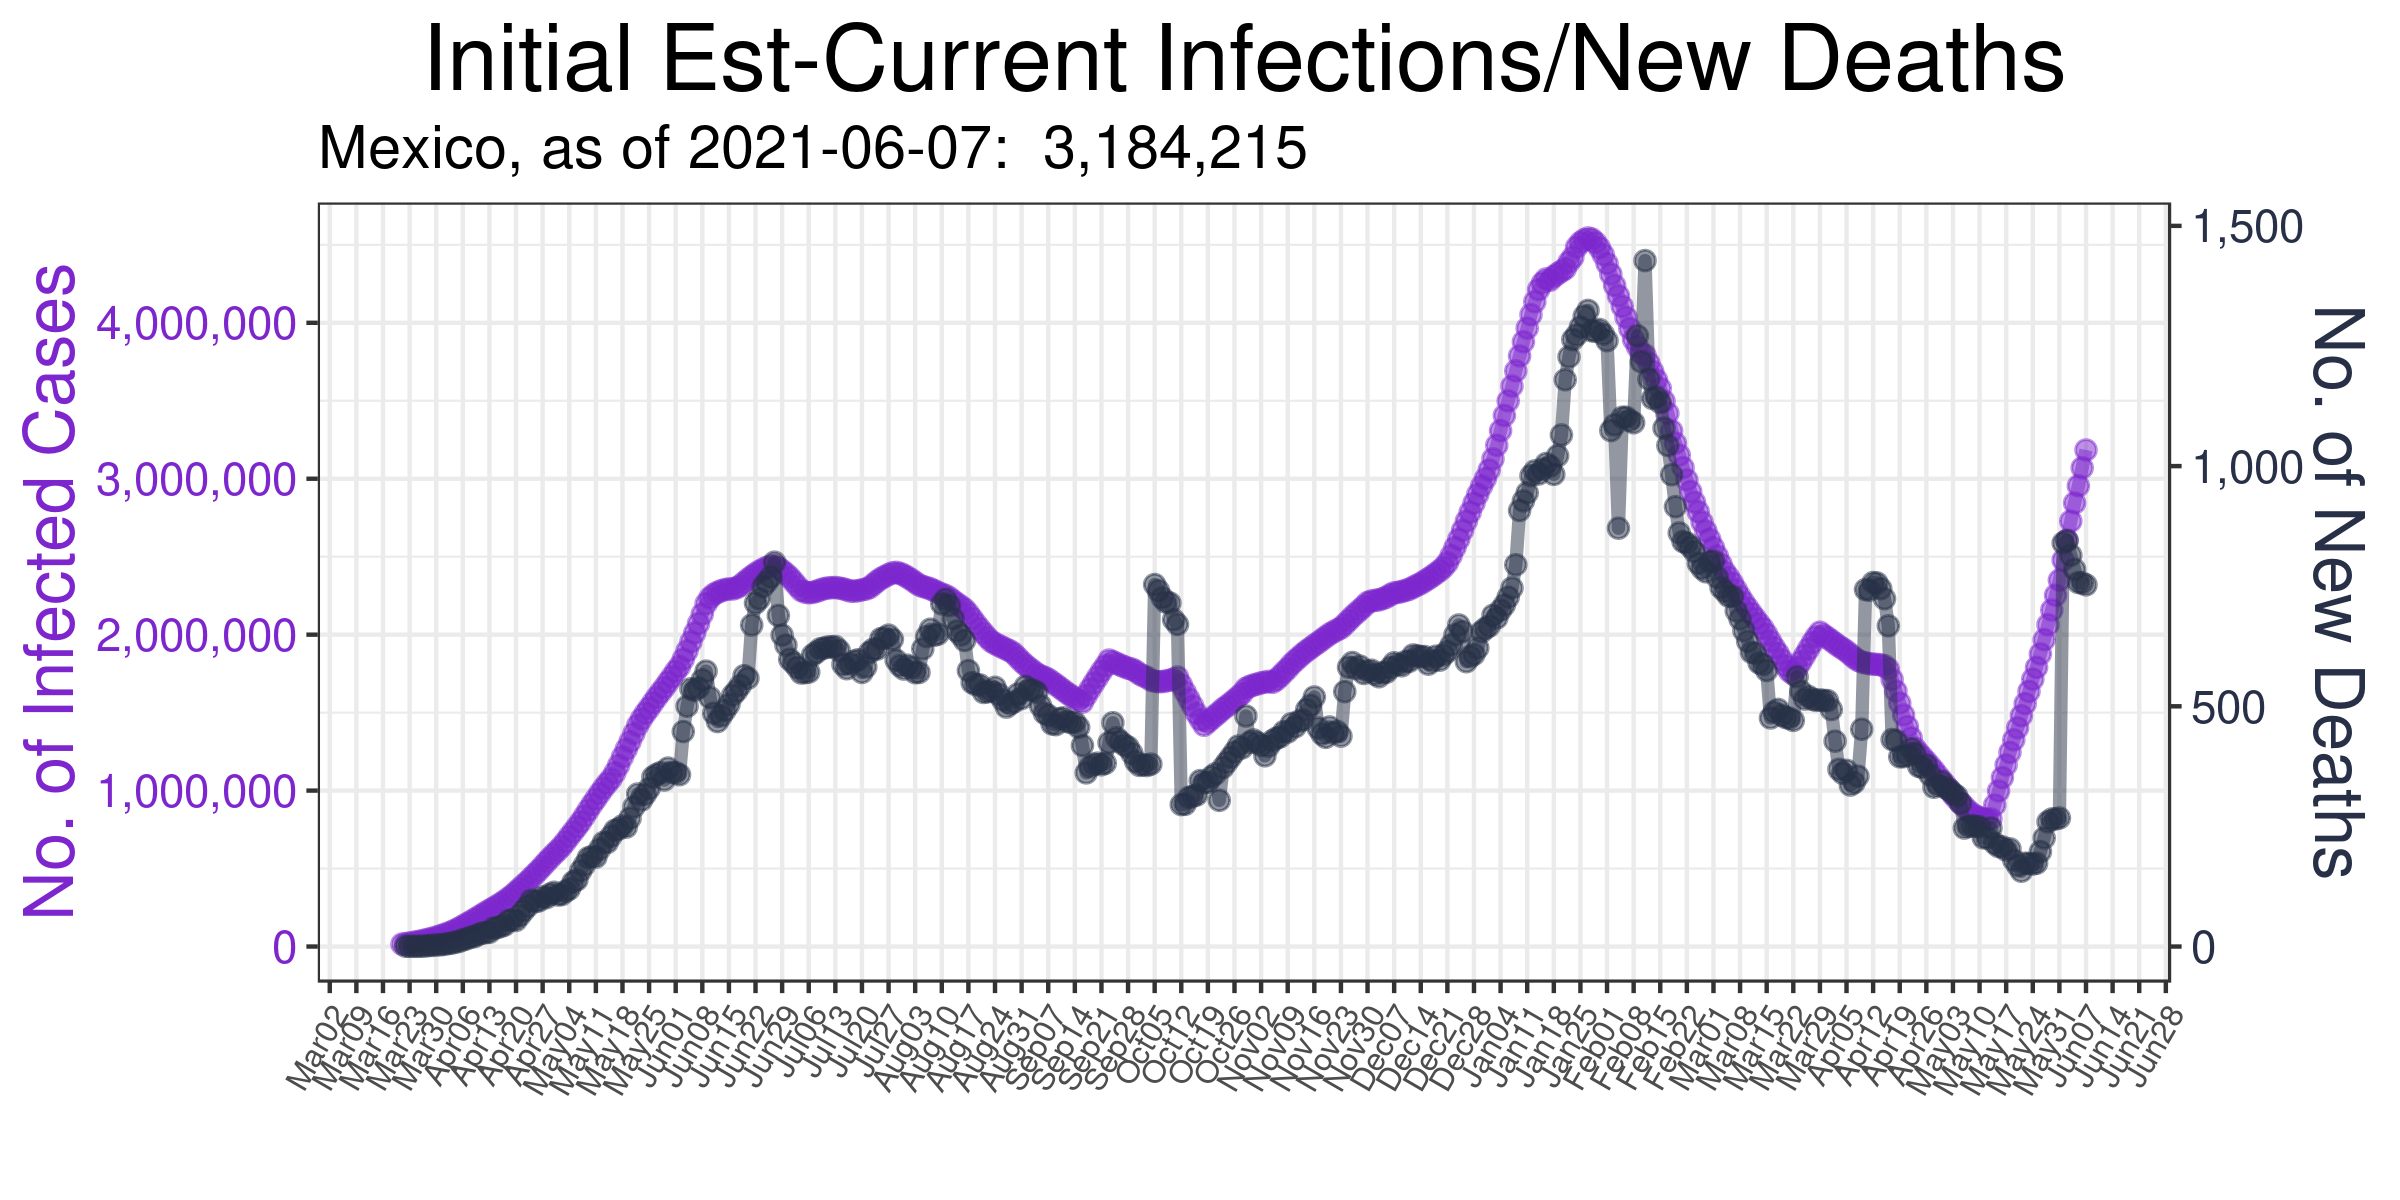 Initial Est-Current Infections/New Deaths
Mexico, as of 2021-06-07:  3,184,215
No. of Infected Cases
4,000,000
3,000,000
2,000,000
1,000,000
0
1,500
1,000
500
0
No. of New Deaths
Mar02
Mar09
Mar16
Mar23
Mar30
Apr06
Apr13
Apr20
Apr27
May04
May11
May18
May25
Jun01
Jun08
Jun15
Jun22
Jun29
Jul06
Jul13
Jul20
Jul27
Aug03
Aug10
Aug17
Aug24
Aug31
Sep07
Sep14
Sep21
Sep28
Oct05
Oct12
Oct19
Oct26
Nov02
Nov09
Nov16
Nov23
Nov30
Dec07
Dec14
Dec21
Dec28
Jan04
Jan11
Jan18
Jan25
Feb01
Feb08
Feb15
Feb22
Mar01
Mar08
Mar15
Mar22
Mar29
Apr05
Apr12
Apr19
Apr26
May03
May10
May17
May24
May31
Jun07
Jun14
Jun21
Jun28